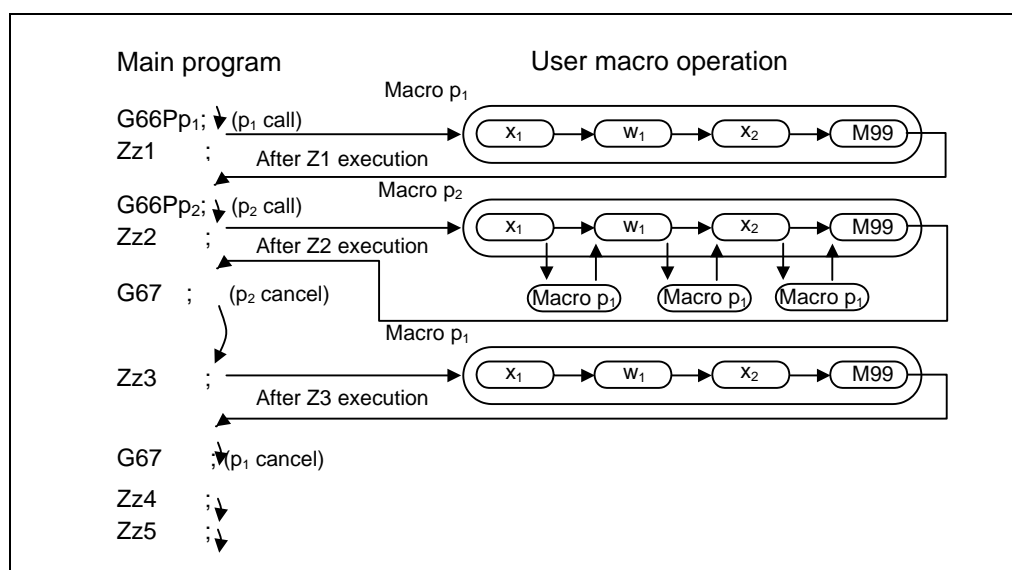 Main program
User macro operation
Macro p₁
G66Pp₁; (p₁ call)
x₁ w₁ x₂ M99
Zz1 ;
After Z1 execution
Macro p₂
G66Pp₂; (p₂ call)
x₁ w₁ x₂ M99
Zz2 ;
After Z2 execution
Macro p₁ Macro p₁ Macro p₁
G67 ; (p₂ cancel)
Macro p₁
Zz3 ;
x₁ w₁ x₂ M99
After Z3 execution
G67 ; (p₁ cancel)
Zz4 ;
Zz5 ;